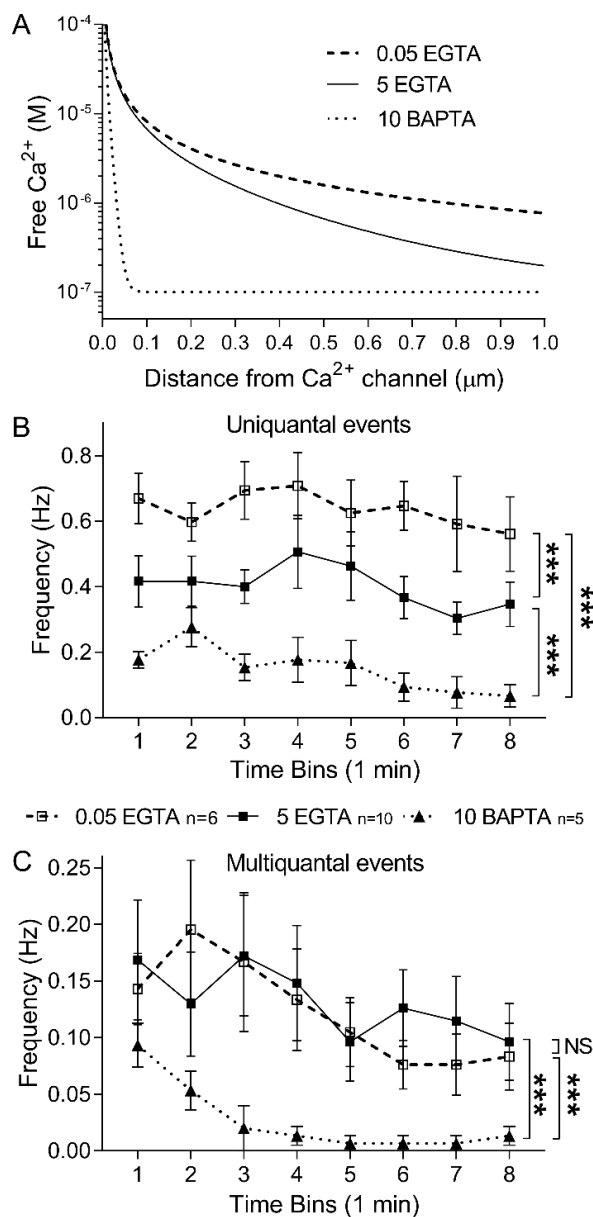 A
10⁻⁴
10⁻⁵
10⁻⁶
10⁻⁷
Free Ca²⁺ (M)
0.05 EGTA
5 EGTA
10 BAPTA
0.0 0.1 0.2 0.3 0.4 0.5 0.6 0.7 0.8 0.9 1.0
Distance from Ca²⁺ channel (μm)
B
Uniquantal events
0.8
0.6
0.4
0.2
0.0
Frequency (Hz)
***
***
***
1 2 3 4 5 6 7 8
Time Bins (1 min)
0.05 EGTA n=6 5 EGTA n=10 10 BAPTA n=5
C
Multiquantal events
0.25
0.20
0.15
0.10
0.05
0.00
Frequency (Hz)
NS
***
***
1 2 3 4 5 6 7 8
Time Bins (1 min)